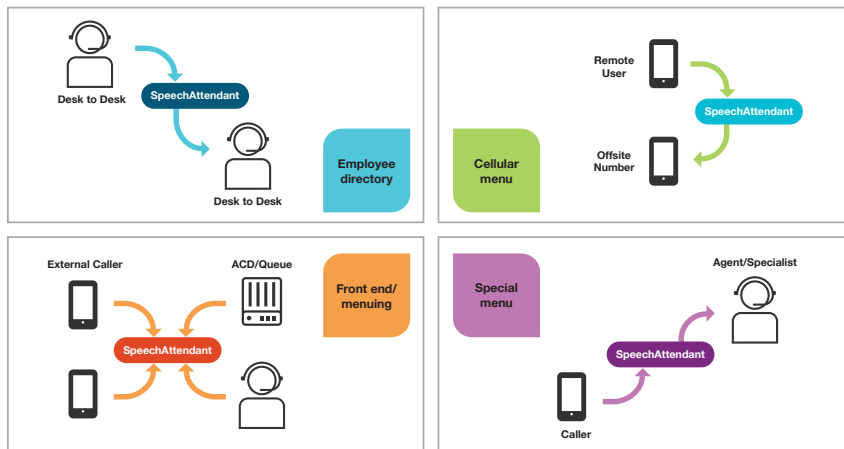 Desk to Desk
SpeechAttendant
Desk to Desk
Employee
directory
Remote
User
SpeechAttendant
Offsite
Number
Cellular
menu
External Caller
ACD/Queue
SpeechAttendant
Front end/
menuing
Special
menu
Agent/Specialist
SpeechAttendant
Caller